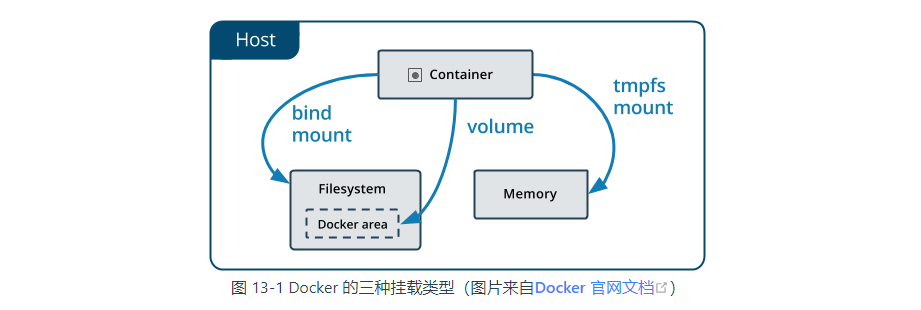 Host
Container
bind
mount
volume
tmpfs
mount
Filesystem
Docker area
Memory
图 13-1 Docker 的三种挂载类型（图片来自Docker 官网文档）